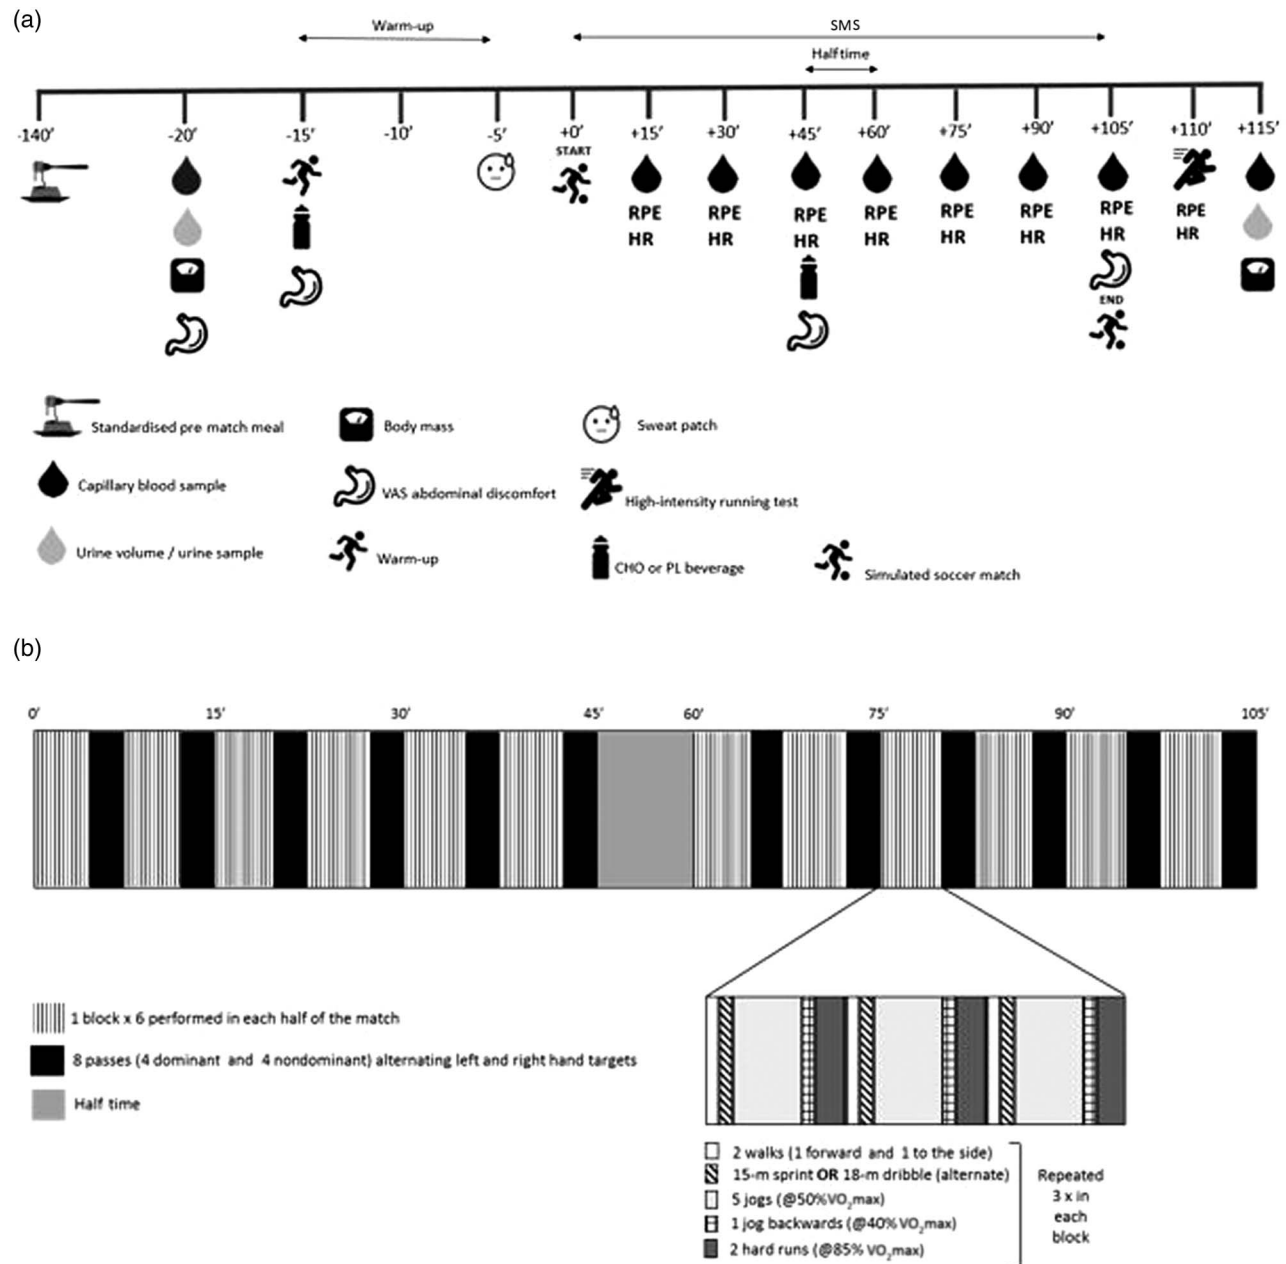 (a)
Warm-up
SMS
Half time
-140’ -20’ -15’ -10’ -5’ +0’ +15’ +30’ +45’ +60’ +75’ +90’ +105’ +110’ +115’
START
RPE RPE RPE RPE RPE RPE RPE RPE
HR HR HR HR HR HR HR HR
END
Standardised pre match meal
Body mass
Sweat patch
Capillary blood sample
VAS abdominal discomfort
High-intensity running test
Urine volume / urine sample
Warm-up
CHO or PL beverage
Simulated soccer match
(b)
0’ 15’ 30’ 45’ 60’ 75’ 90’ 105’
1 block x 6 performed in each half of the match
8 passes (4 dominant and 4 nondominant) alternating left and right hand targets
Half time
2 walks (1 forward and 1 to the side)
15-m sprint OR 18-m dribble (alternate)
5 jogs (@50%VO₂max)
1 jog backwards (@40%VO₂max)
2 hard runs (@85% VO₂max)
Repeated
3 x in
each
block